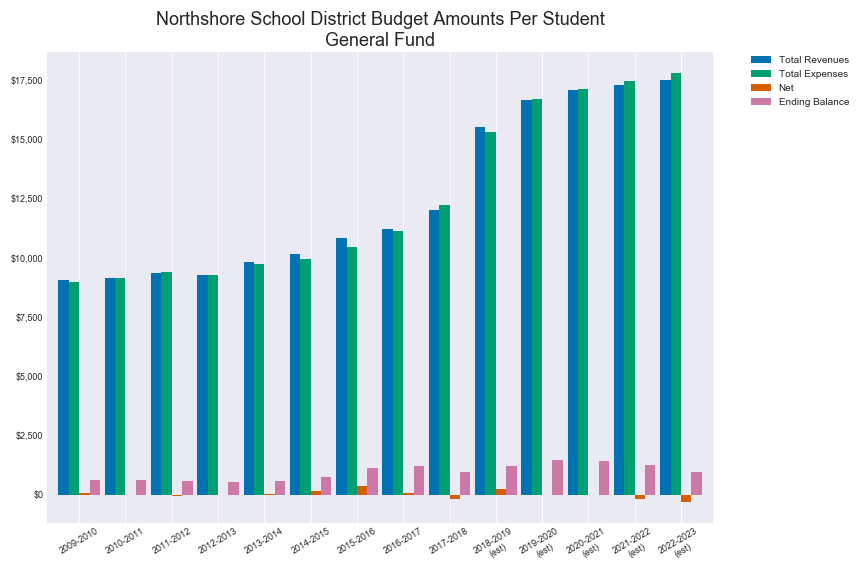 Northshore School District Budget Amounts Per Student
General Fund
Total Revenues
Total Expenses
Net
Ending Balance
$17,500
$15,000
$12,500
$10,000
$7,500
$5,000
$2,500
$0
2009-2010
2010-2011
2011-2012
2012-2013
2013-2014
2014-2015
2015-2016
2016-2017
2017-2018
2018-2019
(est)
2019-2020
(est)
2020-2021
(est)
2021-2022
(est)
2022-2023
(est)